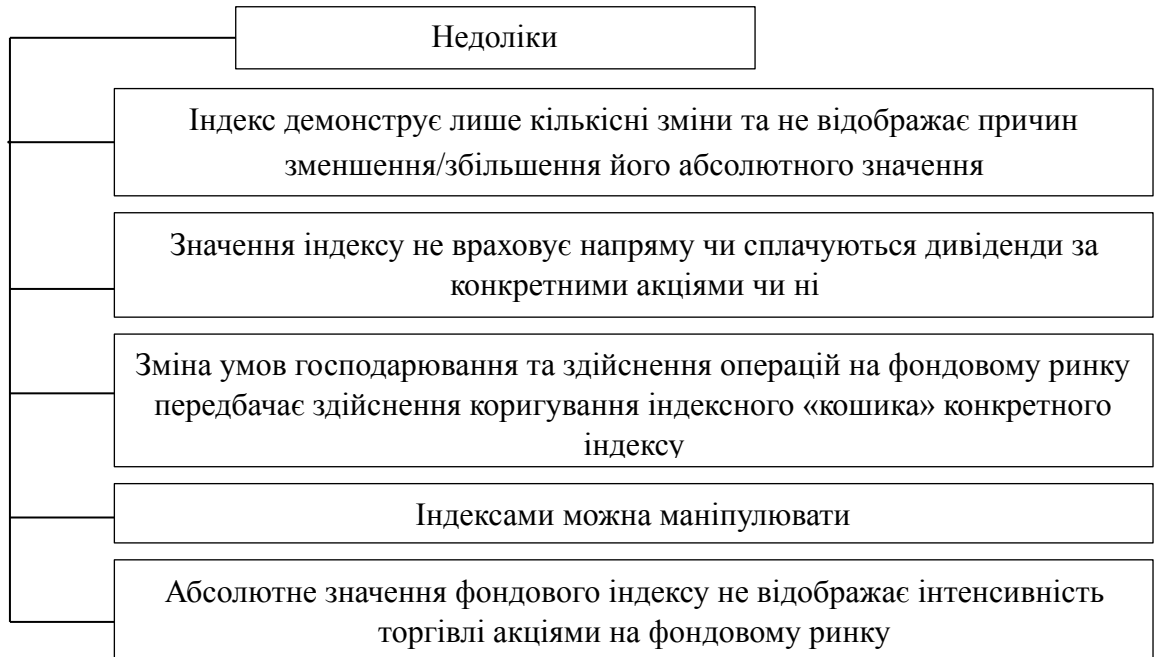 Недоліки
Індекс демонструє лише кількісні зміни та не відображає причин
зменшення/збільшення його абсолютного значення
Значення індексу не враховує напряму чи сплачуються дивіденди за
конкретними акціями чи ні
Зміна умов господарювання та здійснення операцій на фондовому ринку
передбачає здійснення коригування індексного «кошика» конкретного
індексу
Індексами можна маніпулювати
Абсолютне значення фондового індексу не відображає інтенсивність
торгівлі акціями на фондовому ринку